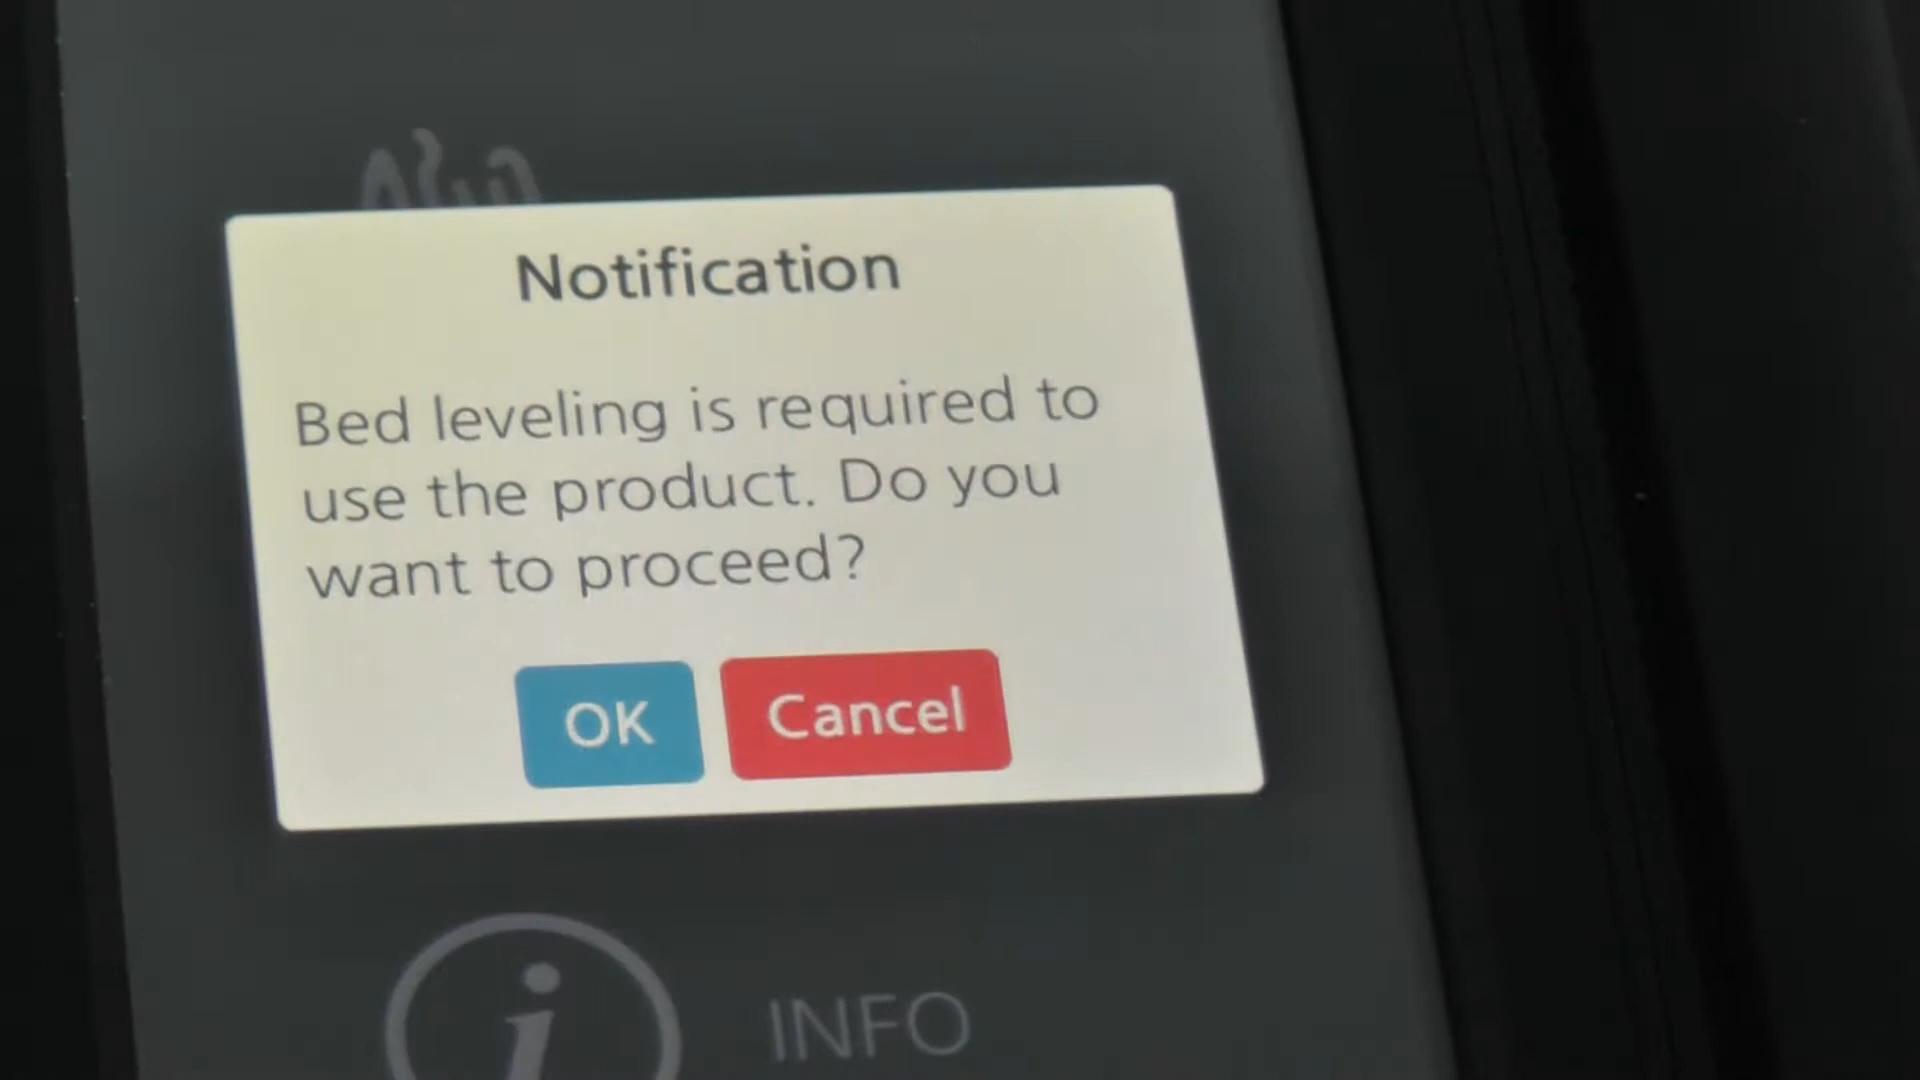 Notification
Bed leveling is required to
use the product. Do you
want to proceed?
OK Cancel
i INFO